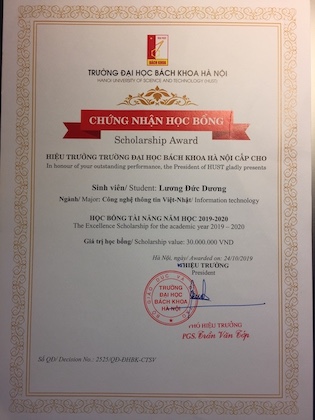 BÁCH KHOA
TRƯỜNG ĐẠI HỌC BÁCH KHOA HÀ NỘI
HANOI UNIVERSITY OF SCIENCE AND TECHNOLOGY (HUST)
CHỨNG NHẬN HỌC BỔNG
Scholarship Award
HIỆU TRƯỞNG TRƯỜNG ĐẠI HỌC BÁCH KHOA HÀ NỘI CẤP CHO
In honour of your outstanding performance, the President of HUST gladly presents
Sinh viên/ Student: Lương Đức Dương
Ngành/ Major: Công nghệ thông tin Việt-Nhật/ Information technology
HỌC BỔNG TÀI NĂNG NĂM HỌC 2019-2020
The Excellence Scholarship for the academic year 2019 – 2020
Giá trị học bổng/ Scholarship value: 30.000.000 VND
Hà Nội, ngày/ Awarded on: 24/10/2019
HIỆU TRƯỞNG
President
TRƯỜNG
ĐẠI HỌC
BÁCH KHOA
HÀ NỘI
PHÓ HIỆU TRƯỞNG
PGS. Trần Văn Tớp
Số QĐ/ Decision No.: 2525/QĐ-ĐHBK-CTSV